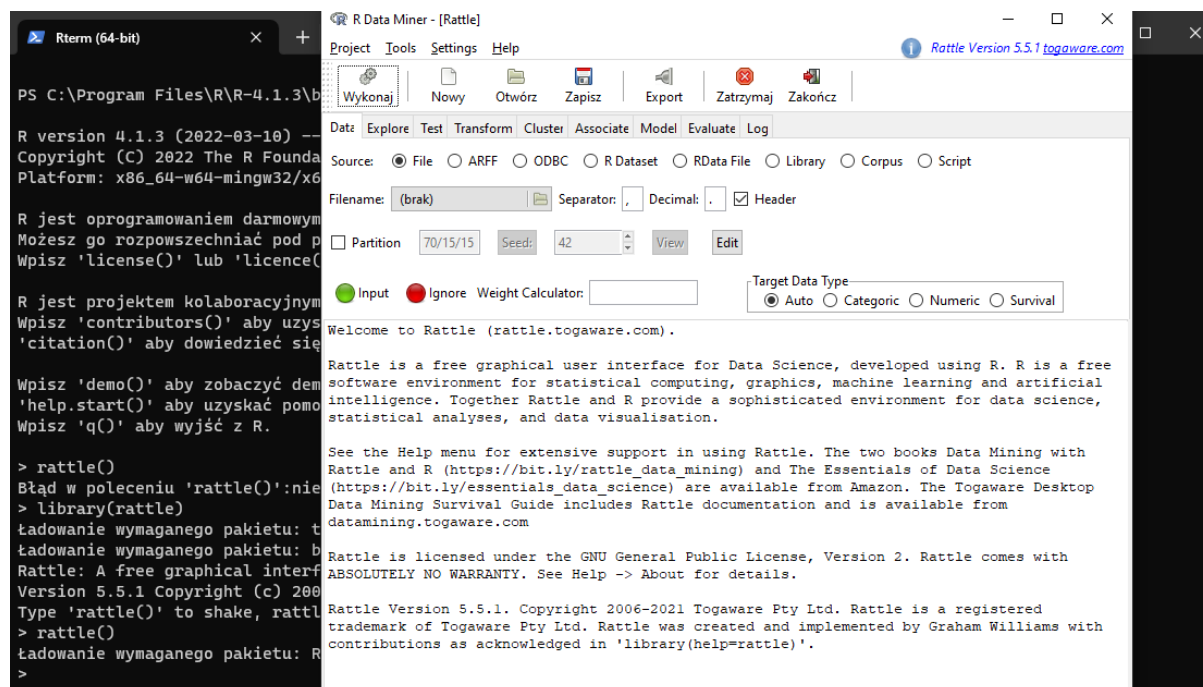 Rterm (64-bit)
PS C:\Program Files\R\R-4.1.3\b
R version 4.1.3 (2022-03-10) --
Copyright (C) 2022 The R Founda
Platform: x86_64-w64-mingw32/x6
R jest oprogramowaniem darmowym
Możesz go rozpowszechniać pod p
Wpisz 'license()' lub 'licence(
R jest projektem kolaboracyjnym
Wpisz 'contributors()' aby uzys
'citation()' aby dowiedzieć się
Wpisz 'demo()' aby zobaczyć dem
'help.start()' aby uzyskać pomo
Wpisz 'q()' aby wyjść z R.
> rattle()
Błąd w poleceniu 'rattle()':nie
> library(rattle)
Ładowanie wymaganego pakietu: t
Ładowanie wymaganego pakietu: b
Rattle: A free graphical interf
Version 5.5.1 Copyright (c) 200
Type 'rattle()' to shake, rattl
> rattle()
Ładowanie wymaganego pakietu: R
>
R Data Miner - [Rattle]
Project Tools Settings Help Rattle Version 5.5.1 togaware.com
Wykonaj Nowy Otwórz Zapisz Export Zatrzymaj Zakończ
Data Explore Test Transform Cluster Associate Model Evaluate Log
Source: File ARFF ODBC R Dataset RData File Library Corpus Script
Filename: (brak) Separator: , Decimal: . Header
Partition 70/15/15 Seed: 42 View Edit
Target Data Type
Input Ignore Weight Calculator: Auto Categoric Numeric Survival
Welcome to Rattle (rattle.togaware.com).
Rattle is a free graphical user interface for Data Science, developed using R. R is a free
software environment for statistical computing, graphics, machine learning and artificial
intelligence. Together Rattle and R provide a sophisticated environment for data science,
statistical analyses, and data visualisation.
See the Help menu for extensive support in using Rattle. The two books Data Mining with
Rattle and R (https://bit.ly/rattle_data_mining) and The Essentials of Data Science
(https://bit.ly/essentials_data_science) are available from Amazon. The Togaware Desktop
Data Mining Survival Guide includes Rattle documentation and is available from
datamining.togaware.com
Rattle is licensed under the GNU General Public License, Version 2. Rattle comes with
ABSOLUTELY NO WARRANTY. See Help -> About for details.
Rattle Version 5.5.1. Copyright 2006-2021 Togaware Pty Ltd. Rattle is a registered
trademark of Togaware Pty Ltd. Rattle was created and implemented by Graham Williams with
contributions as acknowledged in 'library(help=rattle)'.